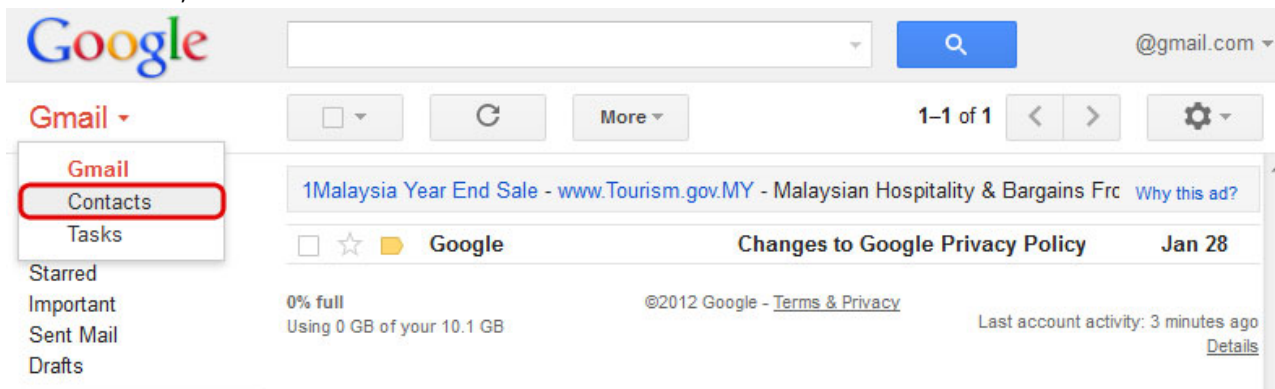 Google
@gmail.com
Gmail
More
1–1 of 1
Gmail
Contacts
Tasks
Starred
Important
Sent Mail
Drafts
1Malaysia Year End Sale - www.Tourism.gov.MY - Malaysian Hospitality & Bargains Frc Why this ad?
Google Changes to Google Privacy Policy Jan 28
0% full
Using 0 GB of your 10.1 GB
©2012 Google - Terms & Privacy
Last account activity: 3 minutes ago
Details